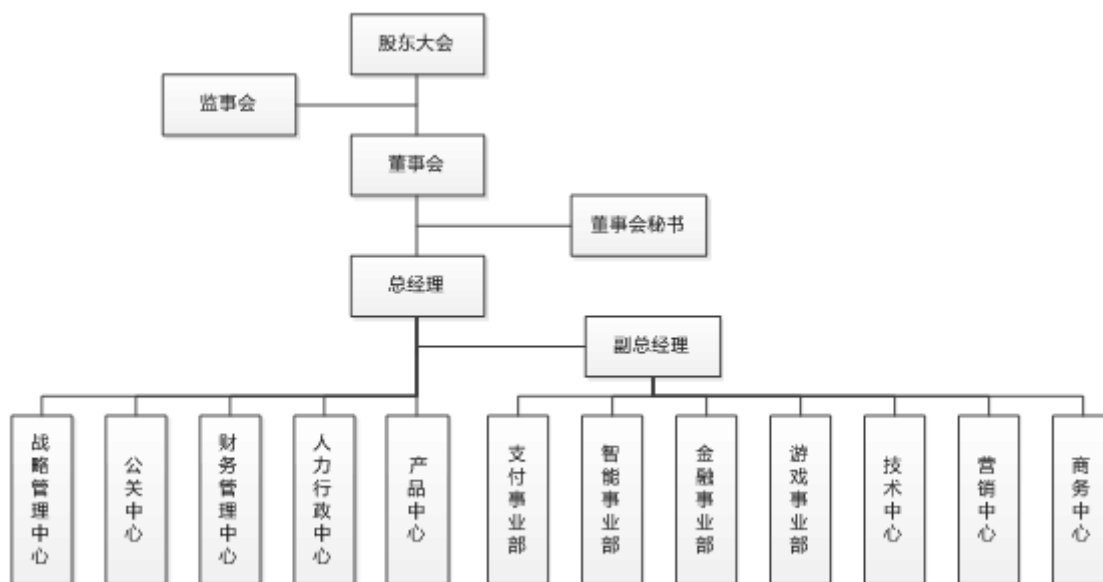 股东大会
监事会
董事会
董事会秘书
总经理
副总经理
战略管理中心
公关中心
财务管理中心
人力行政中心
产品中心
支付事业部
智能事业部
金融事业部
游戏事业部
技术中心
营销中心
商务中心